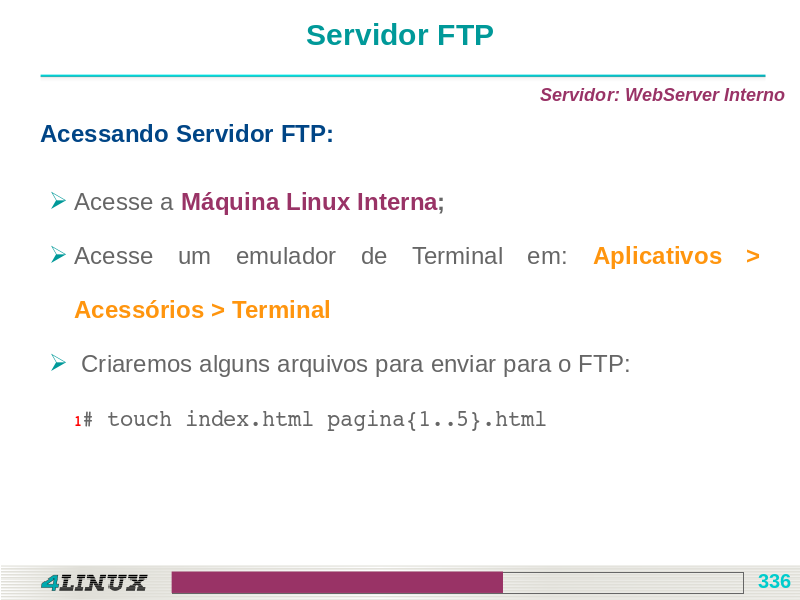 Servidor FTP
Servidor: WebServer Interno
Acessando Servidor FTP:
Acesse a Máquina Linux Interna;
Acesse um emulador de Terminal em: Aplicativos >
Acessórios > Terminal
Criaremos alguns arquivos para enviar para o FTP:
1# touch index.html pagina{1..5}.html
4LINUX
336